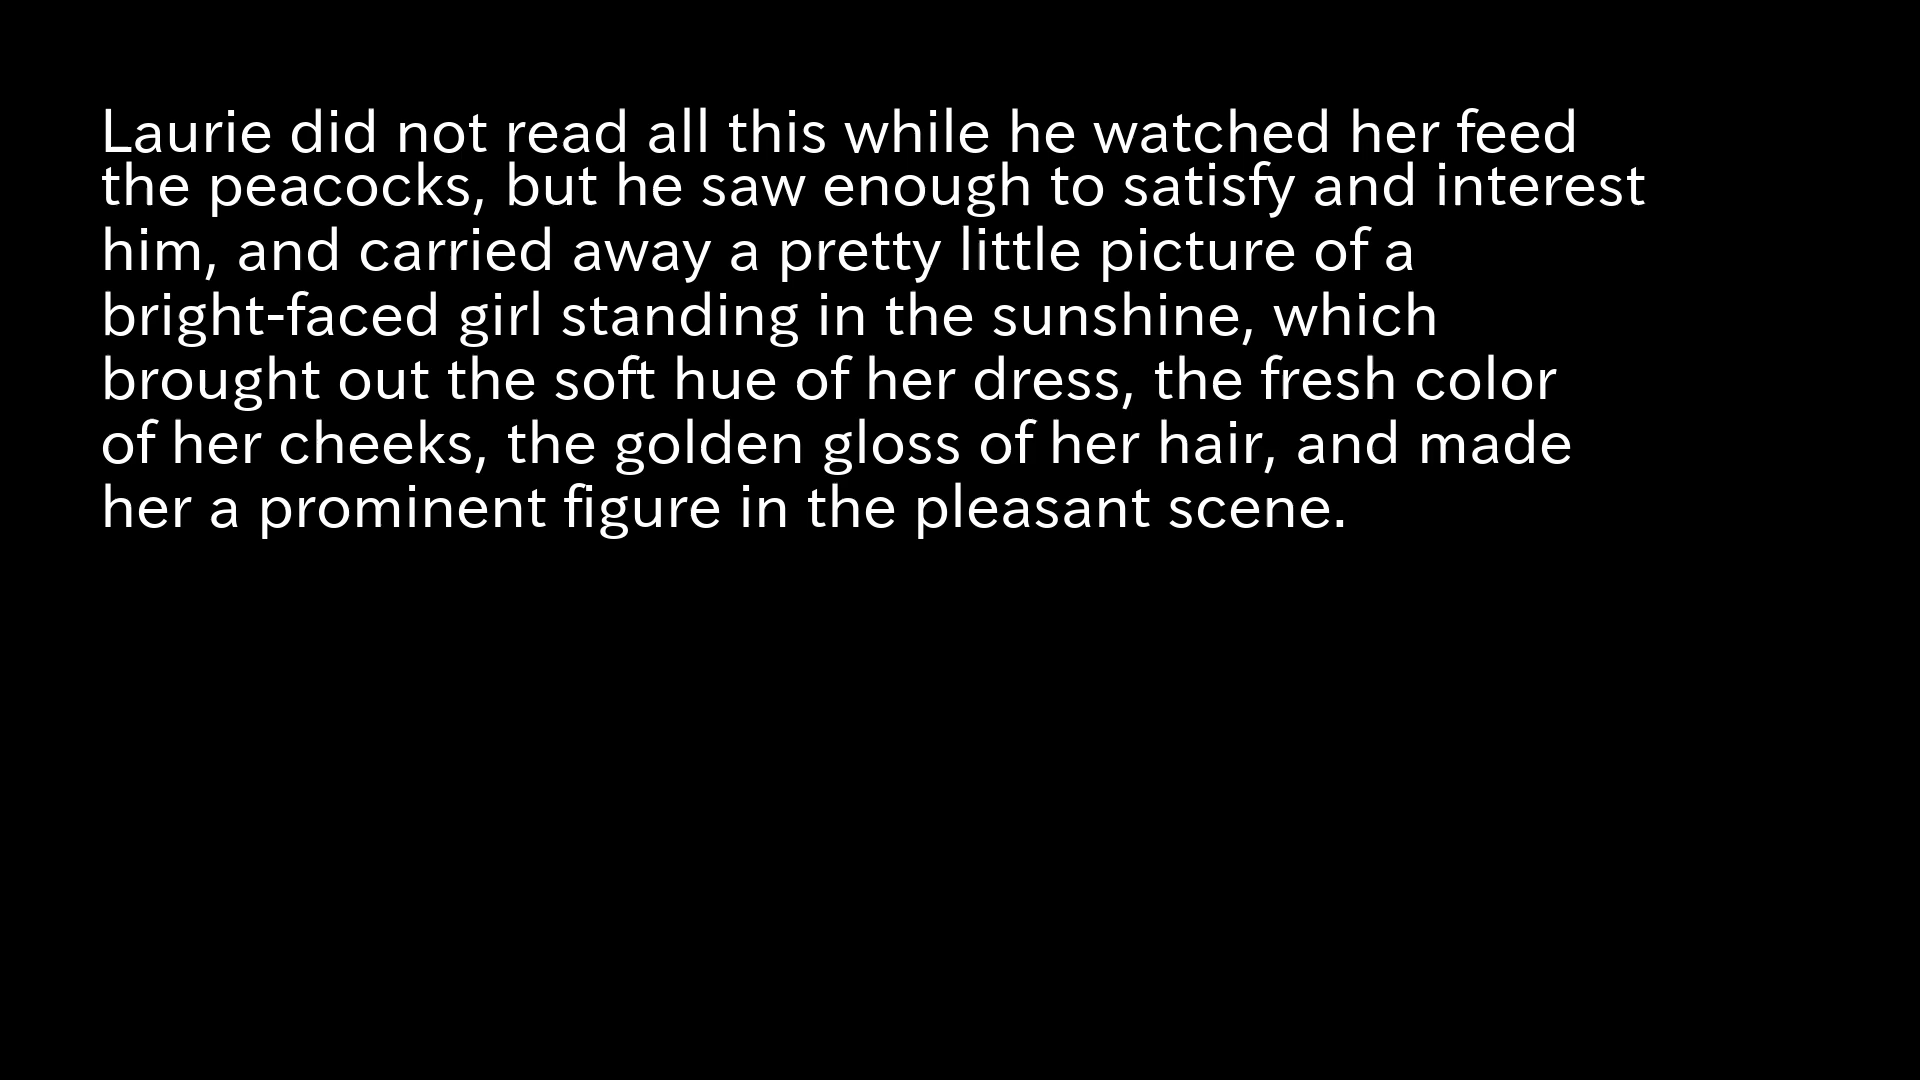 Laurie did not read all this while he watched her feed
the peacocks, but he saw enough to satisfy and interest
him, and carried away a pretty little picture of a
bright-faced girl standing in the sunshine, which
brought out the soft hue of her dress, the fresh color
of her cheeks, the golden gloss of her hair, and made
her a prominent figure in the pleasant scene.